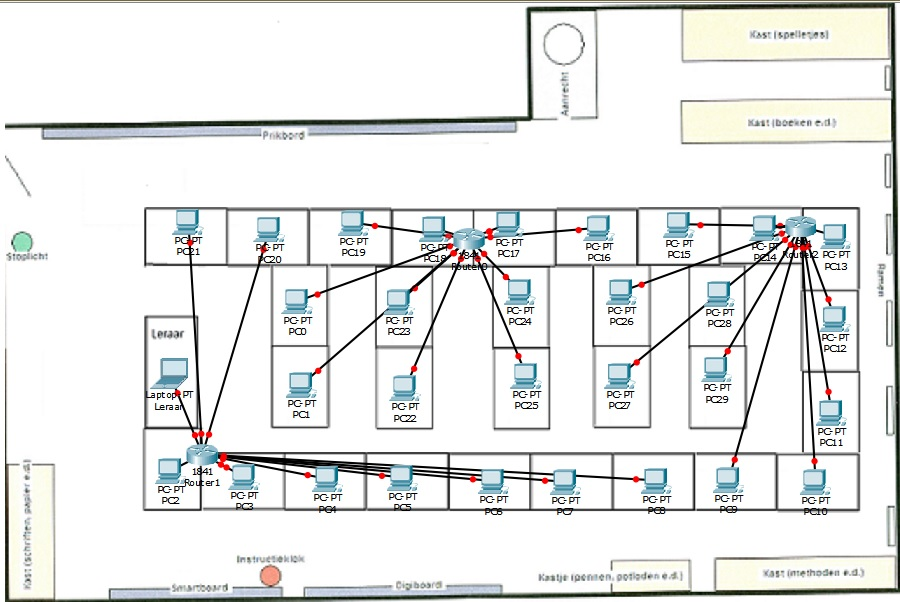 Kast (spelletjes)
Aanrecht
Kast (boeken e.d.)
Prikbord
Stoplicht
PC-PT
PC21
PC-PT
PC20
PC-PT
PC19
PC-PT
PC18
1841
Router0
PC-PT
PC17
PC-PT
PC16
PC-PT
PC15
PC-PT
PC14
1841
Router2
PC-PT
PC13
Ramen
PC-PT
PC0
PC-PT
PC23
PC-PT
PC24
PC-PT
PC26
PC-PT
PC28
PC-PT
PC12
Leraar
Laptop-PT
Leraar
PC-PT
PC1
PC-PT
PC22
PC-PT
PC25
PC-PT
PC27
PC-PT
PC29
PC-PT
PC11
1841
Router1
PC-PT
PC2
PC-PT
PC3
PC-PT
PC4
PC-PT
PC5
PC-PT
PC6
PC-PT
PC7
PC-PT
PC8
PC-PT
PC9
PC-PT
PC10
Kast (schriften, papier e.d.)
Instructieklok
Smartboard
Digiboard
Kastje (pennen, potloden e.d.)
Kast (methoden e.d.)